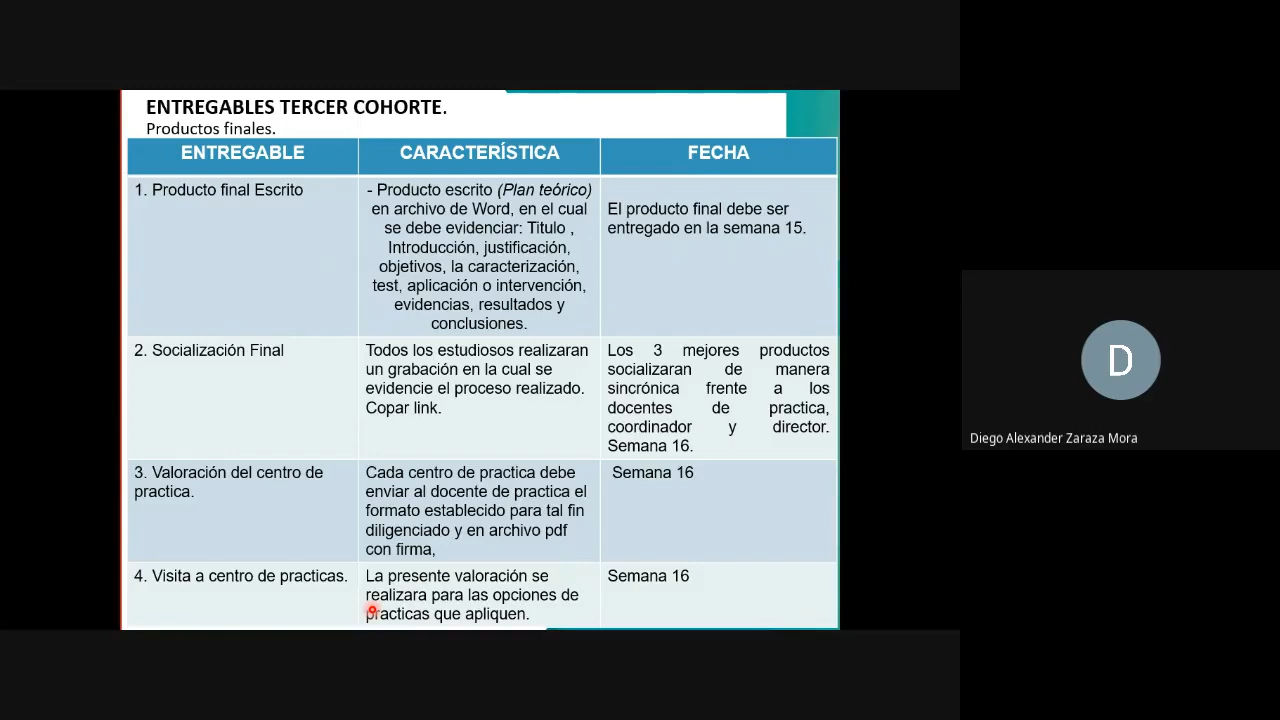 ENTREGABLES TERCER COHORTE.
Productos finales.
ENTREGABLE
CARACTERÍSTICA
FECHA
1. Producto final Escrito
- Producto escrito (Plan teórico)
en archivo de Word, en el cual
se debe evidenciar: Titulo ,
Introducción, justificación,
objetivos, la caracterización,
test, aplicación o intervención,
evidencias, resultados y
conclusiones.
El producto final debe ser
entregado en la semana 15.
2. Socialización Final
Todos los estudiosos realizaran
un grabación en la cual se
evidencie el proceso realizado.
Copar link.
Los 3 mejores productos
socializaran de manera
sincrónica frente a los
docentes de practica,
coordinador y director.
Semana 16.
3. Valoración del centro de
practica.
Cada centro de practica debe
enviar al docente de practica el
formato establecido para tal fin
diligenciado y en archivo pdf
con firma,
Semana 16
4. Visita a centro de practicas.
La presente valoración se
realizara para las opciones de
practicas que apliquen.
Semana 16
D
Diego Alexander Zaraza Mora